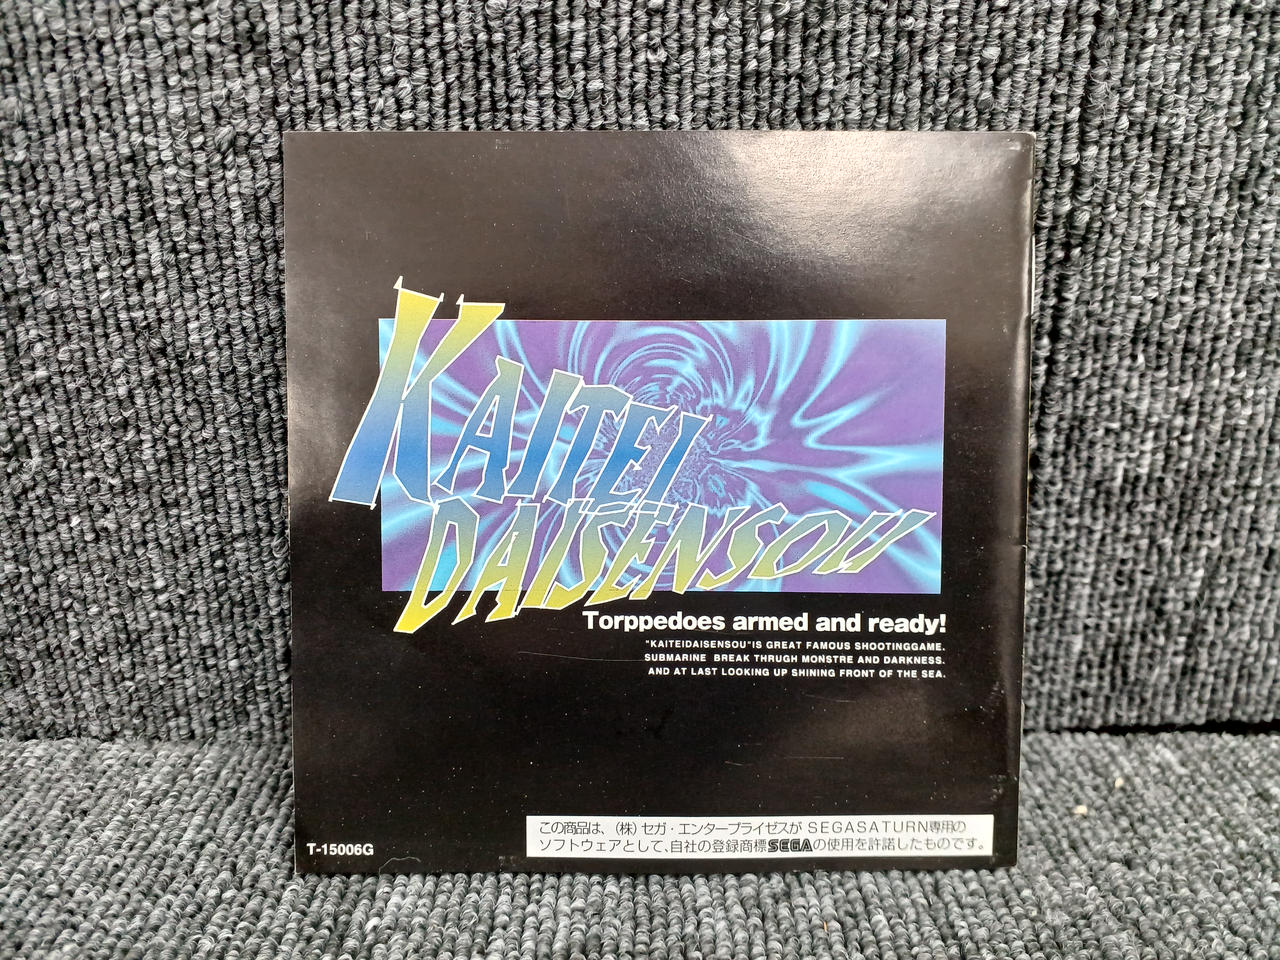 KAITEI
DAISENSOU
Torppedoes armed and ready!
"KAITEIDAISENSOU"IS GREAT FAMOUS SHOOTINGGAME.
SUBMARINE BREAK THRUGH MONSTRE AND DARKNESS.
AND AT LAST LOOKING UP SHINING FRONT OF THE SEA.
この商品は、(株)セガ・エンタープライゼスが SEGASATURN専用の
ソフトウェアとして、自社の登録商標SEGAの使用を許諾したものです。
T-15006G